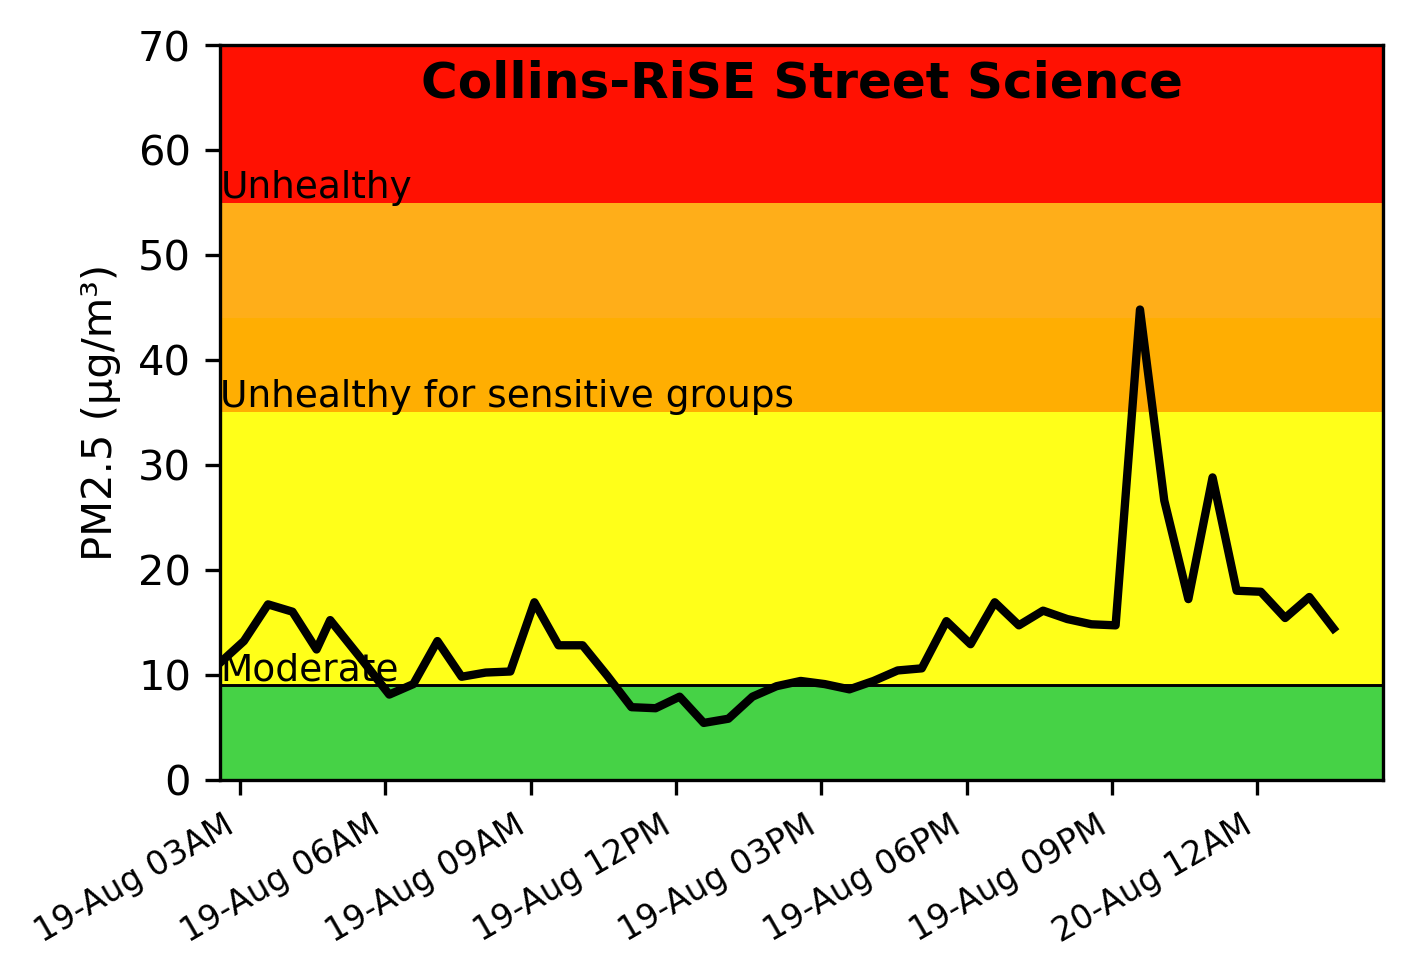 Collins-RiSE Street Science
PM2.5 (μg/m³)
70
60
50
40
30
20
10
0
Unhealthy
Unhealthy for sensitive groups
Moderate
19-Aug 03AM
19-Aug 06AM
19-Aug 09AM
19-Aug 12PM
19-Aug 03PM
19-Aug 06PM
19-Aug 09PM
20-Aug 12AM